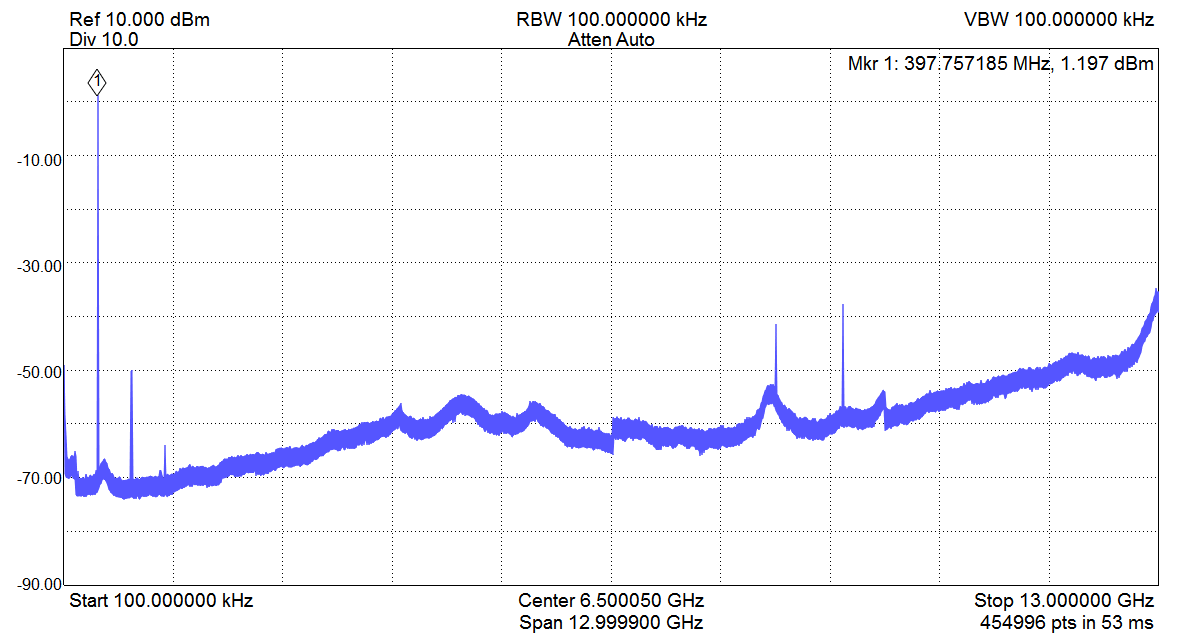 Ref 10.000 dBm RBW 100.000000 kHz VBW 100.000000 kHz
Div 10.0 Atten Auto
Mkr 1: 397.757185 MHz, 1.197 dBm
1
-10.00
-30.00
-50.00
-70.00
-90.00
Start 100.000000 kHz Center 6.500050 GHz Stop 13.000000 GHz
Span 12.999900 GHz 454996 pts in 53 ms